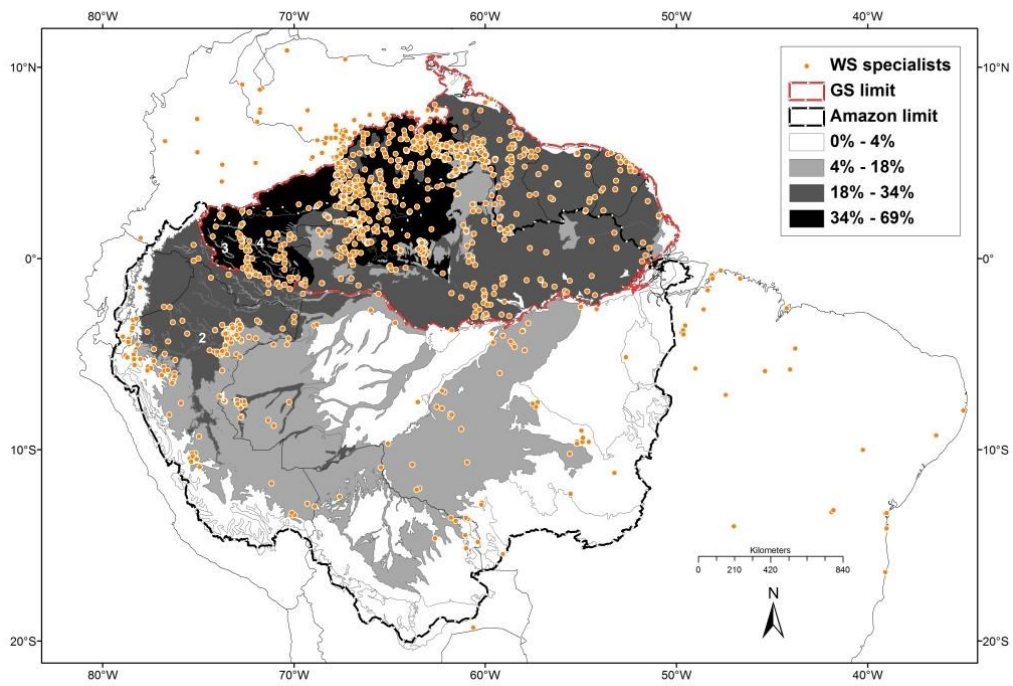 80°W 70°W 60°W 50°W 40°W
10°N 10°N
WS specialists
GS limit
Amazon limit
0% - 4%
4% - 18%
18% - 34%
34% - 69%
3 4
0° 0°
2
1
10°S 10°S
Kilometers
0 210 420 840
N
20°S 20°S
80°W 70°W 60°W 50°W 40°W